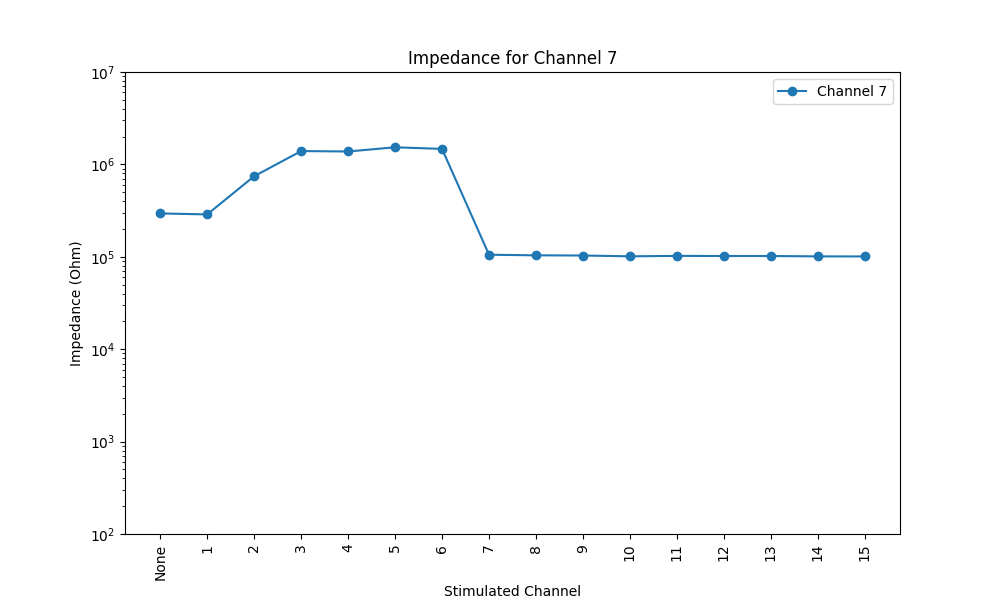 Impedance for Channel 7
Channel 7
Impedance (Ohm)
10^7
10^6
10^5
10^4
10^3
10^2
None 1 2 3 4 5 6 7 8 9 10 11 12 13 14 15
Stimulated Channel